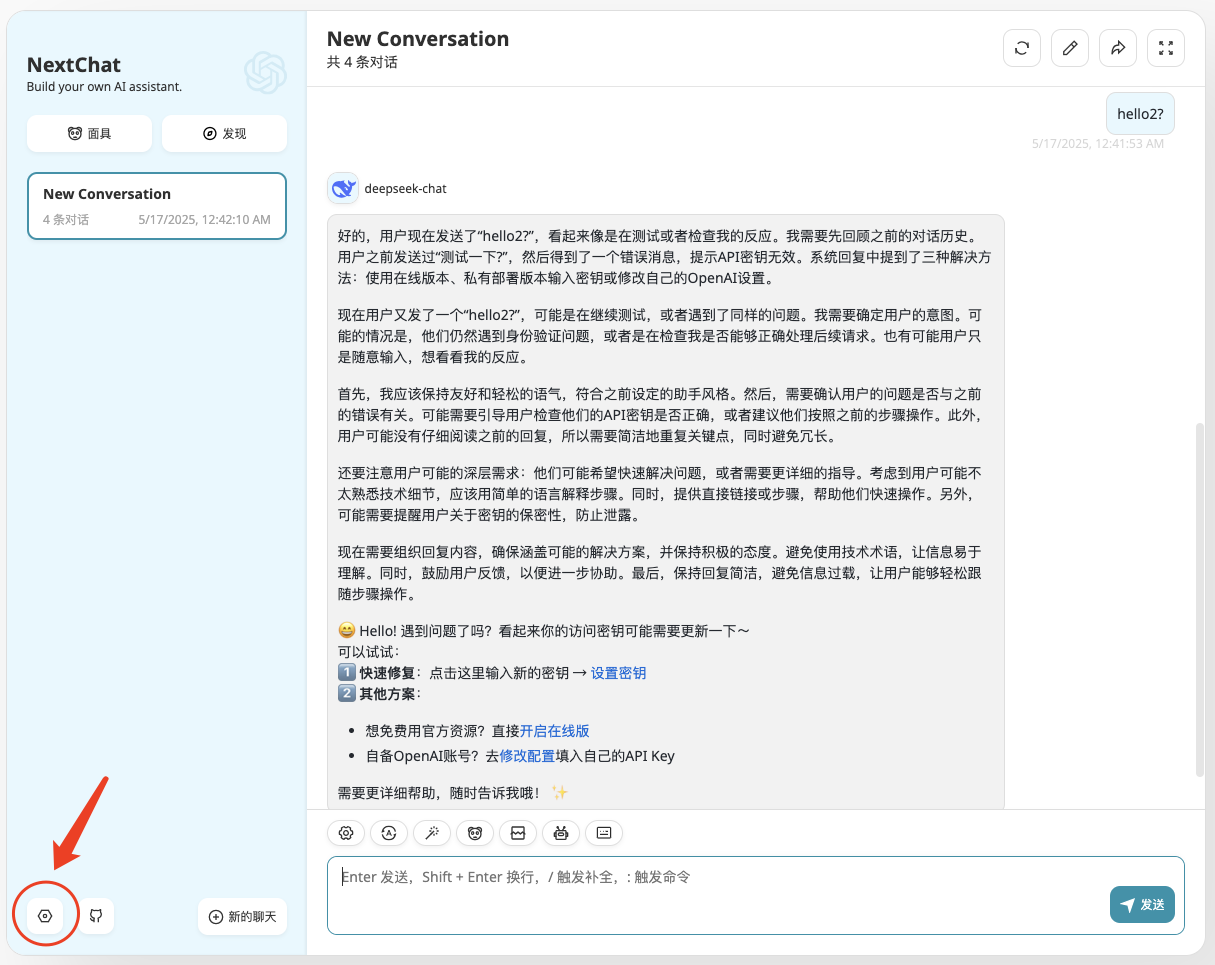 NextChat
Build your own AI assistant.
面具
发现
New Conversation
4 条对话 5/17/2025, 12:42:10 AM
新的聊天
New Conversation
共 4 条对话
hello2?
5/17/2025, 12:41:53 AM
deepseek-chat
好的，用户现在发送了“hello2?”，看起来像是在测试或者检查我的反应。我需要先回顾之前的对话历史。
用户之前发送过“测试一下?”，然后得到了一个错误消息，提示API密钥无效。系统回复中提到了三种解决方
法：使用在线版本、私有部署版本输入密钥或修改自己的OpenAI设置。
现在用户又发了一个“hello2?”，可能是在继续测试，或者遇到了同样的问题。我需要确定用户的意图。可
能的情况是，他们仍然遇到身份验证问题，或者是在检查我是否能够正确处理后续请求。也有可能用户只
是随意输入，想看看我的反应。
首先，我应该保持友好和轻松的语气，符合之前设定的助手风格。然后，需要确认用户的问题是否与之前
的错误有关。可能需要引导用户检查他们的API密钥是否正确，或者建议他们按照之前的步骤操作。此外，
用户可能没有仔细阅读之前的回复，所以需要简洁地重复关键点，同时避免冗长。
还要注意用户可能的深层需求：他们可能希望快速解决问题，或者需要更详细的指导。考虑到用户可能不
太熟悉技术细节，应该用简单的语言解释步骤。同时，提供直接链接或步骤，帮助他们快速操作。另外，
可能需要提醒用户关于密钥的保密性，防止泄露。
现在需要组织回复内容，确保涵盖可能的解决方案，并保持积极的态度。避免使用技术术语，让信息易于
理解。同时，鼓励用户反馈，以便进一步协助。最后，保持回复简洁，避免信息过载，让用户能够轻松跟
随步骤操作。
😄 Hello! 遇到问题了吗？看起来你的访问密钥可能需要更新一下～
可以试试：
1️⃣ 快速修复：点击这里输入新的密钥 → 设置密钥
2️⃣ 其他方案：
• 想免费用官方资源？直接开启在线版
• 自备OpenAI账号？去修改配置填入自己的API Key
需要更详细帮助，随时告诉我哦！ ✨
Enter 发送，Shift + Enter 换行，/ 触发补全，: 触发命令
发送